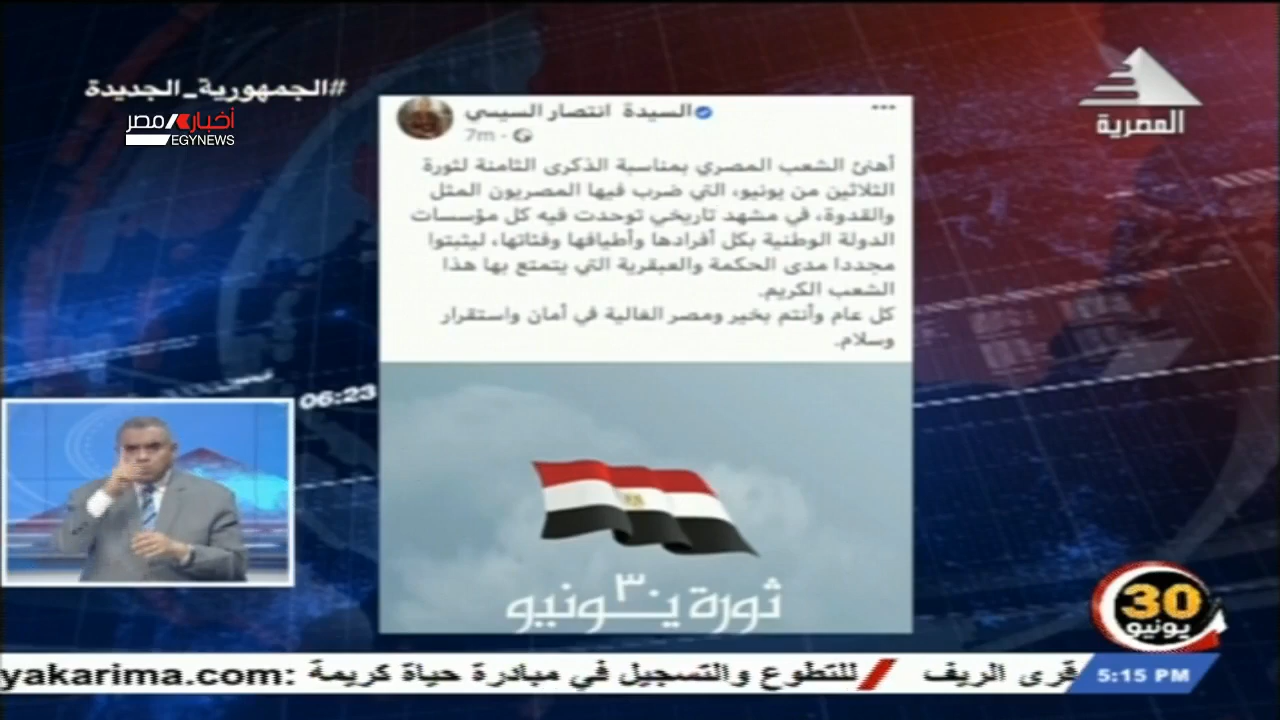 #الجمهورية_الجديدة
أخبار مصر
EGYNEWS
المصرية
السيدة انتصار السيسي
7m
أهنئ الشعب المصري بمناسبة الذكرى الثامنة لثورة
الثلاثين من يونيو، التي ضرب فيها المصريون المثل
والقدوة، في مشهد تاريخي توحدت فيه كل مؤسسات
الدولة الوطنية بكل أفرادها وأطيافها وفئاتها، ليثبتوا
مجددا مدى الحكمة والعبقرية التي يتمتع بها هذا
الشعب الكريم.
كل عام وأنتم بخير ومصر الغالية في أمان واستقرار
وسلام.
06:23
ثورة ٣٠ يونيو
30
يونيو
قرى الريف للتطوع والتسجيل في مبادرة حياة كريمة :yakarima.com
5:15 PM